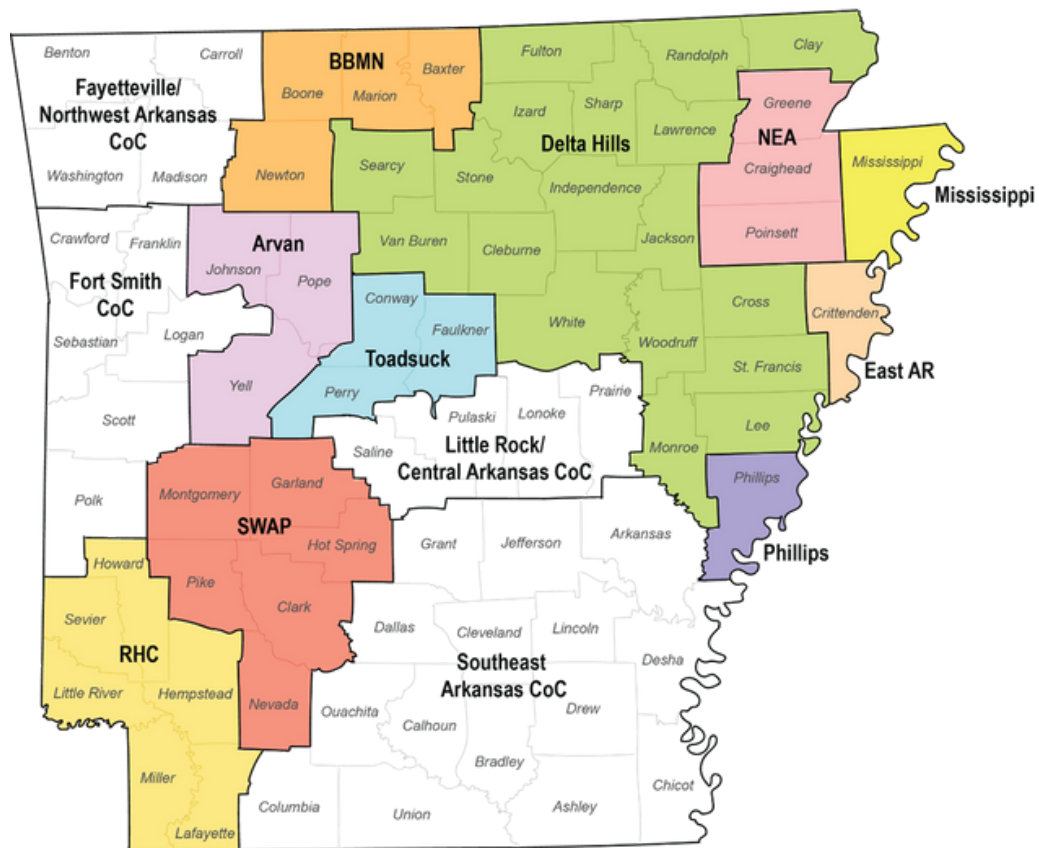 Benton
Carroll
Fayetteville/
Northwest Arkansas
CoC
Washington
Madison
BBMN
Boone
Marion
Baxter
Newton
Fulton
Randolph
Clay
Izard
Sharp
Lawrence
Delta Hills
Searcy
Stone
Independence
Van Buren
Cleburne
Jackson
White
Woodruff
Cross
St. Francis
Lee
Monroe
Greene
NEA
Craighead
Poinsett
Mississippi
Mississippi
Crittenden
East AR
Phillips
Phillips
Crawford
Franklin
Fort Smith
CoC
Sebastian
Logan
Scott
Polk
Arvan
Johnson
Pope
Yell
Conway
Faulkner
Toadsuck
Perry
Prairie
Pulaski
Lonoke
Saline
Little Rock/
Central Arkansas CoC
Montgomery
Garland
SWAP
Hot Spring
Pike
Clark
Nevada
Howard
Sevier
RHC
Little River
Hempstead
Miller
Lafayette
Grant
Jefferson
Arkansas
Dallas
Cleveland
Lincoln
Desha
Southeast
Arkansas CoC
Ouachita
Calhoun
Drew
Bradley
Chicot
Columbia
Union
Ashley